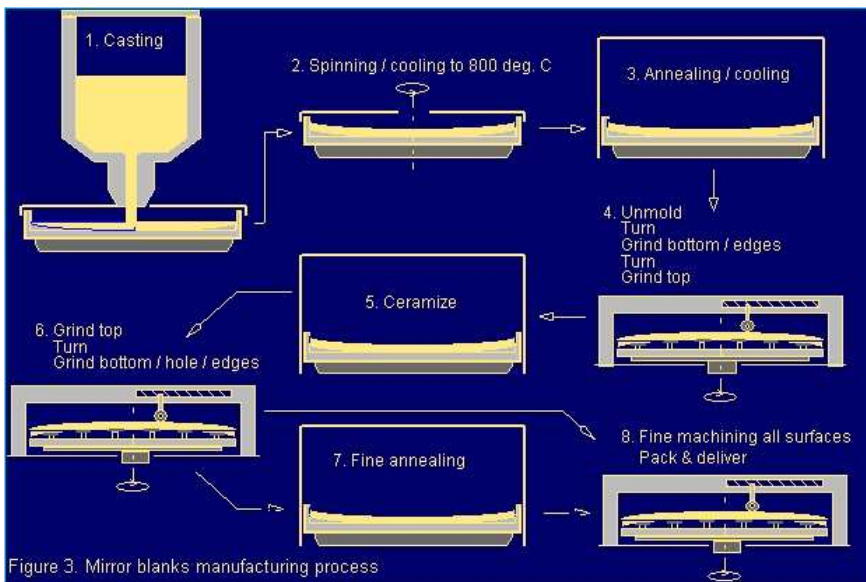 1. Casting
2. Spinning / cooling to 800 deg. C
3. Annealing / cooling
4. Unmold
Turn
Grind bottom / edges
Turn
Grind top
5. Ceramize
6. Grind top
Turn
Grind bottom / hole / edges
7. Fine annealing
8. Fine machining all surfaces
Pack & deliver
Figure 3. Mirror blanks manufacturing process